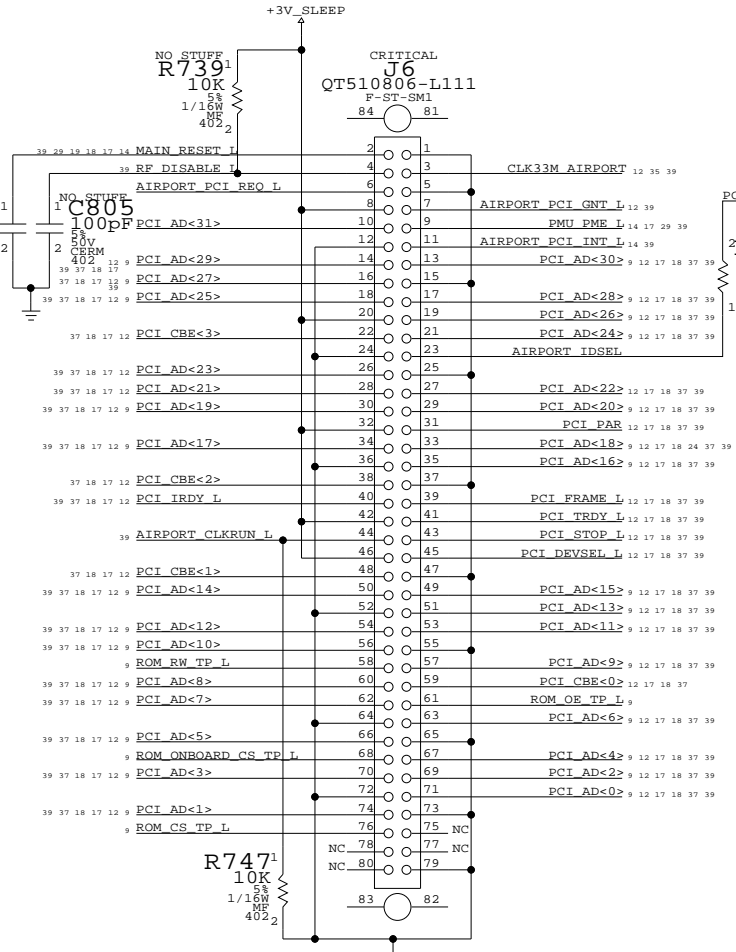 +3V_SLEEP
NO STUFF
R739 1
10K
5%
1/16W
MF
402 2
CRITICAL
J6
QT510806-L111
F-ST-SM1
84 81
39 29 19 18 17 14 MAIN_RESET_L 2 1
39 RF_DISABLE_L 4 3 CLK33M_AIRPORT 12 35 39
AIRPORT_PCI_REQ_L 6 5
8 7 AIRPORT_PCI_GNT_L 12 39
1 1 NO STUFF
C805
100pF
5%
50V
CERM
402
2 2
PCI_AD<31> 10 9 PMU_PME_L 14 17 29 39
12 11 AIRPORT_PCI_INT_L 14 39
12 9 PCI_AD<29> 14 13 PCI_AD<30> 9 12 17 18 37 39
39 37 18 17
37 18 17 12 9 PCI_AD<27> 16 15
39
39 37 18 17 12 9 PCI_AD<25> 18 17 PCI_AD<28> 9 12 17 18 37 39
20 19 PCI_AD<26> 9 12 17 18 37 39
37 18 17 12 PCI_CBE<3> 22 21 PCI_AD<24> 9 12 17 18 37 39
24 23 AIRPORT_IDSEL
39 37 18 17 12 PCI_AD<23> 26 25
39 37 18 17 12 PCI_AD<21> 28 27 PCI_AD<22> 12 17 18 37 39
39 37 18 17 12 9 PCI_AD<19> 30 29 PCI_AD<20> 9 12 17 18 37 39
32 31 PCI_PAR 12 17 18 37 39
39 37 18 17 12 9 PCI_AD<17> 34 33 PCI_AD<18> 9 12 17 18 24 37 39
36 35 PCI_AD<16> 9 12 17 18 37 39
37 18 17 12 PCI_CBE<2> 38 37
39 37 18 17 12 PCI_IRDY_L 40 39 PCI_FRAME_L 12 17 18 37 39
42 41 PCI_TRDY_L 12 17 18 37 39
39 AIRPORT_CLKRUN_L 44 43 PCI_STOP_L 12 17 18 37 39
46 45 PCI_DEVSEL_L 12 17 18 37 39
37 18 17 12 PCI_CBE<1> 48 47
39 37 18 17 12 9 PCI_AD<14> 50 49 PCI_AD<15> 9 12 17 18 37 39
52 51 PCI_AD<13> 9 12 17 18 37 39
39 37 18 17 12 9 PCI_AD<12> 54 53 PCI_AD<11> 9 12 17 18 37 39
39 37 18 17 12 9 PCI_AD<10> 56 55
9 ROM_RW_TP_L 58 57 PCI_AD<9> 9 12 17 18 37 39
39 37 18 17 12 9 PCI_AD<8> 60 59 PCI_CBE<0> 12 17 18 37
39 37 18 17 12 9 PCI_AD<7> 62 61 ROM_OE_TP_L 9
64 63 PCI_AD<6> 9 12 17 18 37 39
39 37 18 17 12 9 PCI_AD<5> 66 65
9 ROM_ONBOARD_CS_TP_L 68 67 PCI_AD<4> 9 12 17 18 37 39
39 37 18 17 12 9 PCI_AD<3> 70 69 PCI_AD<2> 9 12 17 18 37 39
72 71 PCI_AD<0> 9 12 17 18 37 39
39 37 18 17 12 9 PCI_AD<1> 74 73
9 ROM_CS_TP_L 76 75 NC
NC 78 77 NC
NC 80 79
R747 1
10K
5%
1/16W
MF
402 2
83 82